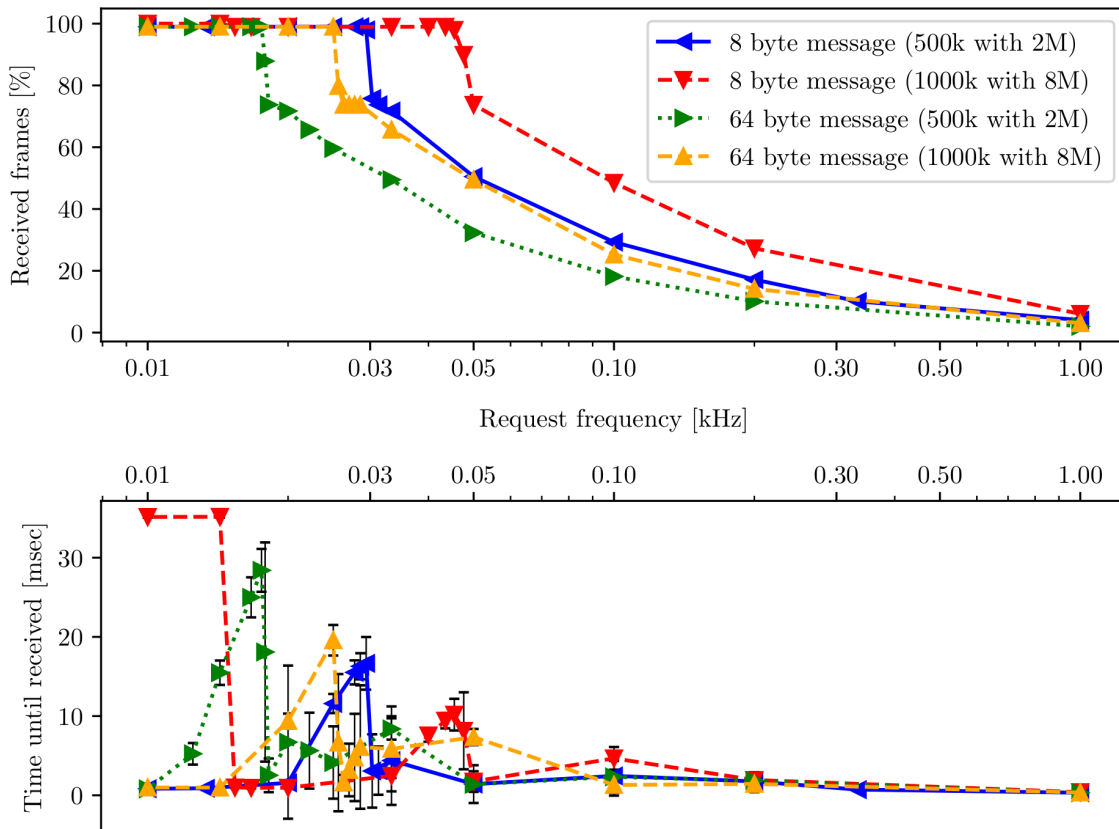 100
80
60
40
20
0
Received frames [%]
8 byte message (500k with 2M)
8 byte message (1000k with 8M)
64 byte message (500k with 2M)
64 byte message (1000k with 8M)
0.01 0.03 0.05 0.10 0.30 0.50 1.00
Request frequency [kHz]
0.01 0.03 0.05 0.10 0.30 0.50 1.00
30
20
10
0
Time until received [msec]